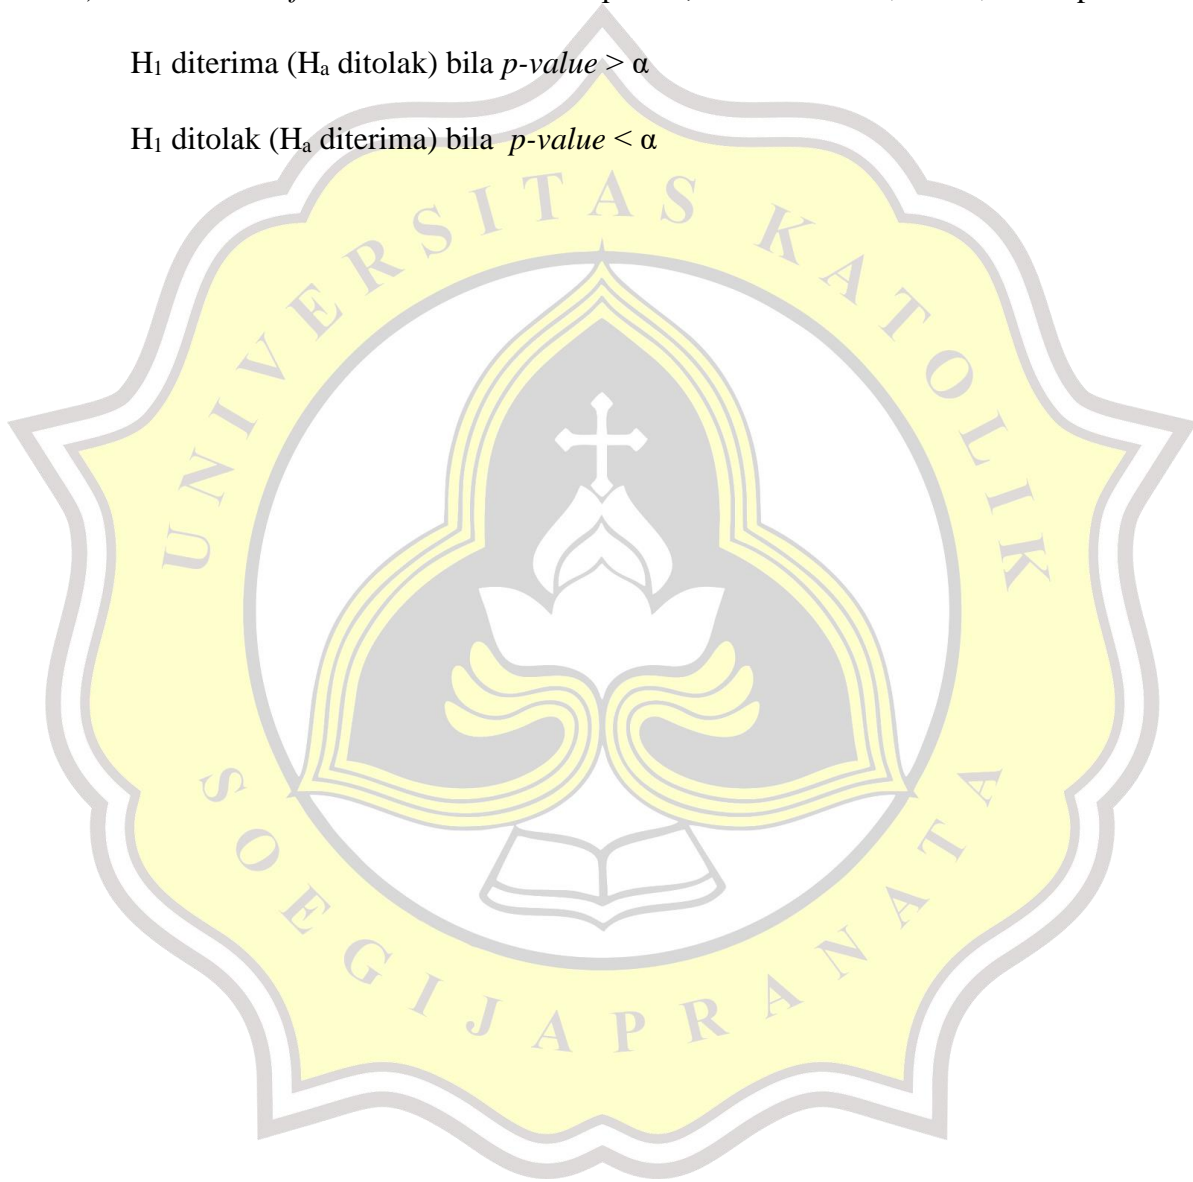 H₁ diterima (Hₐ ditolak) bila p-value > α
H₁ ditolak (Hₐ diterima) bila p-value < α
UNIVERSITAS KATOLIK
SOEGIJAPRANATA